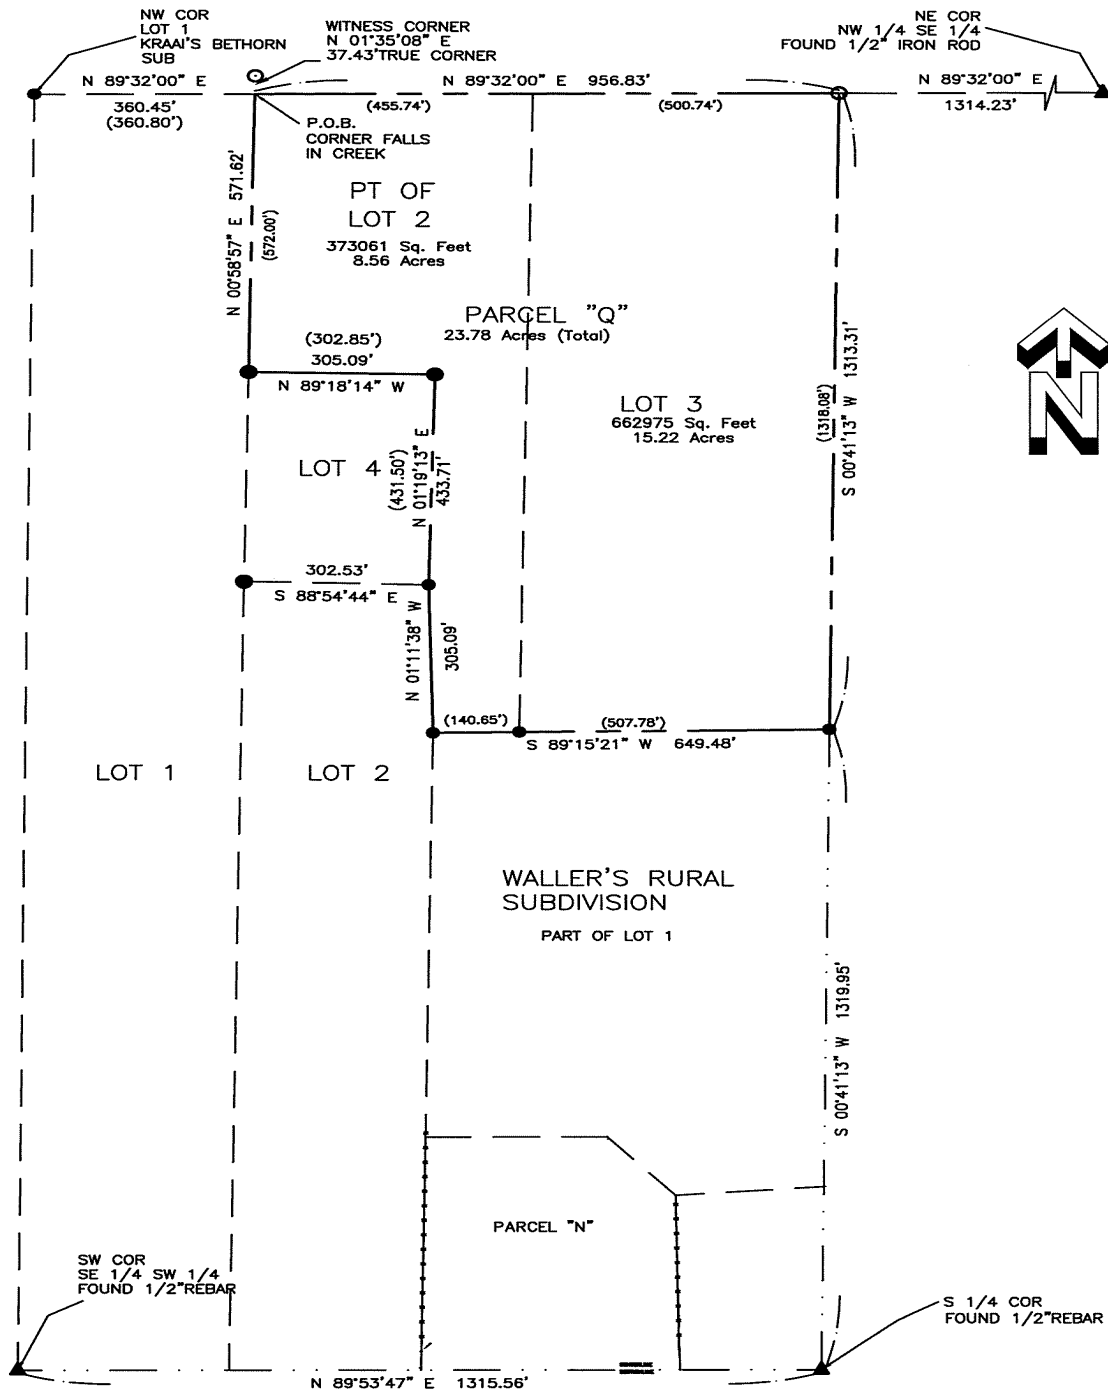 NW COR
LOT 1
KRAAI'S BETHORN
SUB
WITNESS CORNER
N 01°35'08" E
37.43'TRUE CORNER
NE COR
NW 1/4 SE 1/4
FOUND 1/2" IRON ROD
N 89°32'00" E
360.45'
(360.80')
N 89°32'00" E 956.83'
(455.74')
(500.74')
N 89°32'00" E
1314.23'
P.O.B.
CORNER FALLS
IN CREEK
N 00°58'57" E 571.62'
(572.00')
PT OF
LOT 2
373061 Sq. Feet
8.56 Acres
PARCEL "Q"
23.78 Acres (Total)
(302.85')
305.09'
N 89°18'14" W
LOT 3
662975 Sq. Feet
15.22 Acres
(1318.08')
S 00°41'13" W 1313.31'
N
LOT 4
(431.50')
N 01°19'13" E
433.71'
302.53'
S 88°54'44" E
N 01°11'38" W
305.09'
(140.65')
(507.78')
S 89°15'21" W 649.48'
LOT 1
LOT 2
WALLER'S RURAL
SUBDIVISION
PART OF LOT 1
S 00°41'13" W 1319.95'
PARCEL "N"
SW COR
SE 1/4 SW 1/4
FOUND 1/2"REBAR
S 1/4 COR
FOUND 1/2"REBAR
N 89°53'47" E 1315.56'